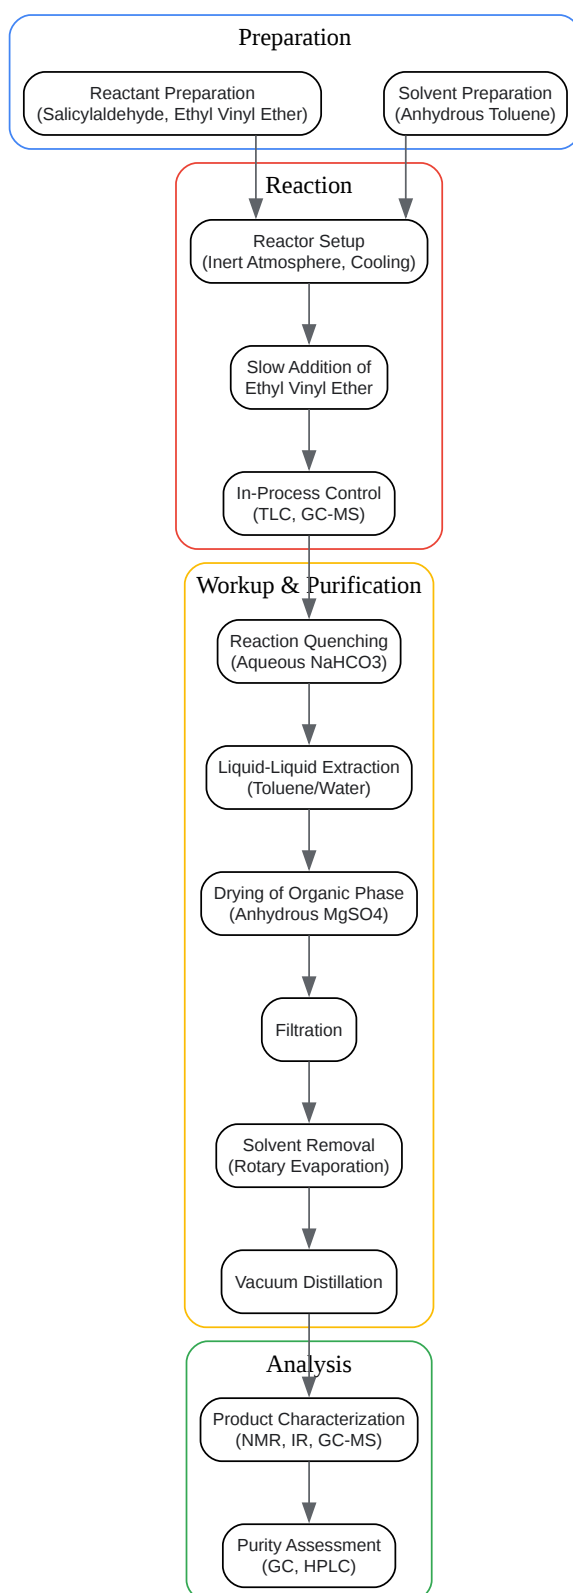 Preparation
Reactant Preparation
(Salicylaldehyde, Ethyl Vinyl Ether)
Solvent Preparation
(Anhydrous Toluene)
Reaction
Reactor Setup
(Inert Atmosphere, Cooling)
Slow Addition of
Ethyl Vinyl Ether
In-Process Control
(TLC, GC-MS)
Workup & Purification
Reaction Quenching
(Aqueous NaHCO3)
Liquid-Liquid Extraction
(Toluene/Water)
Drying of Organic Phase
(Anhydrous MgSO4)
Filtration
Solvent Removal
(Rotary Evaporation)
Vacuum Distillation
Analysis
Product Characterization
(NMR, IR, GC-MS)
Purity Assessment
(GC, HPLC)